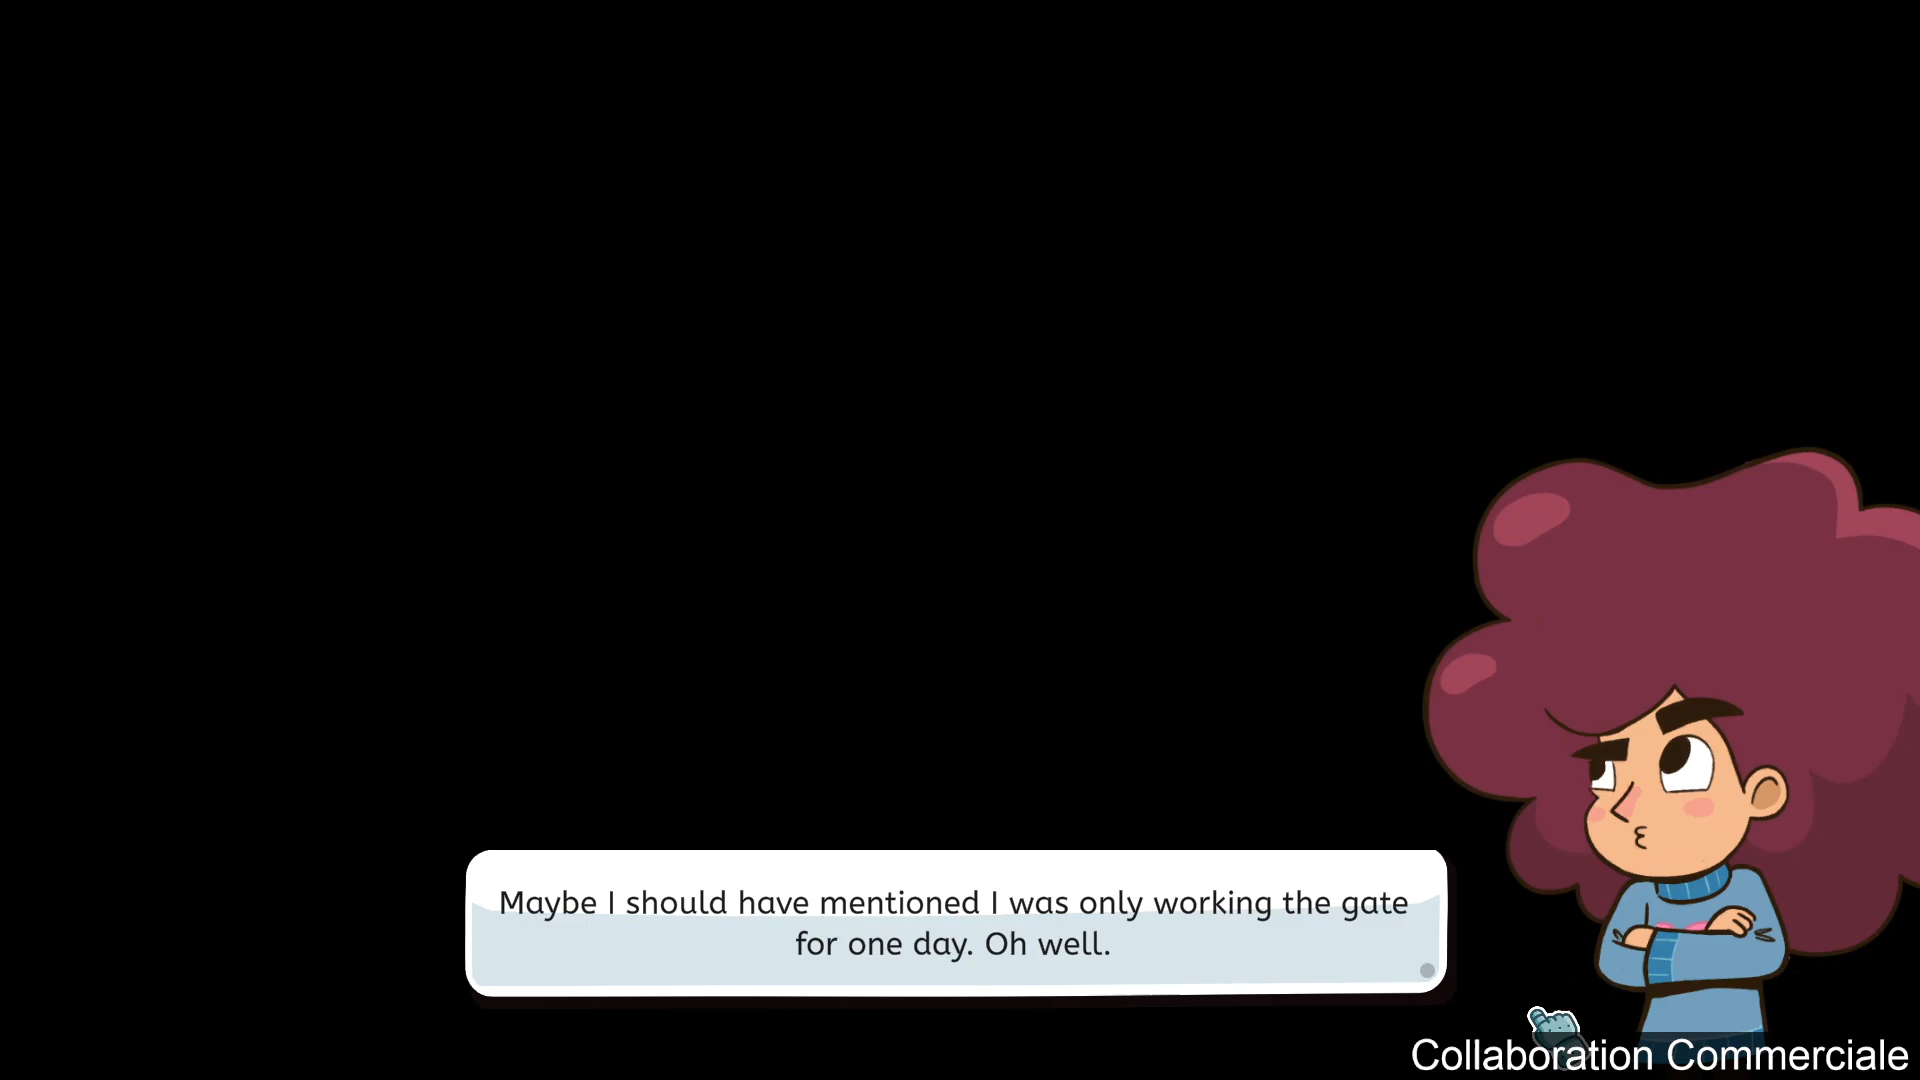 Maybe I should have mentioned I was only working the gate
for one day. Oh well.
Collaboration Commerciale